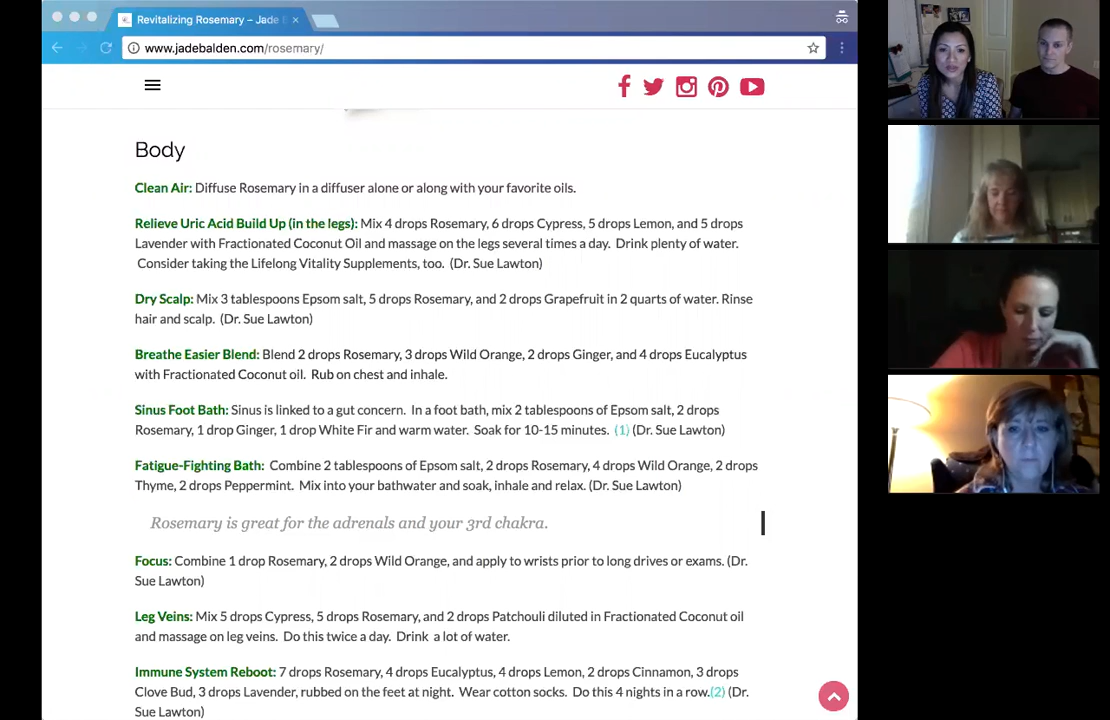 Revitalizing Rosemary – Jade B
www.jadebalden.com/rosemary/
Body
Clean Air: Diffuse Rosemary in a diffuser alone or along with your favorite oils.
Relieve Uric Acid Build Up (in the legs): Mix 4 drops Rosemary, 6 drops Cypress, 5 drops Lemon, and 5 drops
Lavender with Fractionated Coconut Oil and massage on the legs several times a day. Drink plenty of water.
Consider taking the Lifelong Vitality Supplements, too. (Dr. Sue Lawton)
Dry Scalp: Mix 3 tablespoons Epsom salt, 5 drops Rosemary, and 2 drops Grapefruit in 2 quarts of water. Rinse
hair and scalp. (Dr. Sue Lawton)
Breathe Easier Blend: Blend 2 drops Rosemary, 3 drops Wild Orange, 2 drops Ginger, and 4 drops Eucalyptus
with Fractionated Coconut oil. Rub on chest and inhale.
Sinus Foot Bath: Sinus is linked to a gut concern. In a foot bath, mix 2 tablespoons of Epsom salt, 2 drops
Rosemary, 1 drop Ginger, 1 drop White Fir and warm water. Soak for 10-15 minutes. (1) (Dr. Sue Lawton)
Fatigue-Fighting Bath: Combine 2 tablespoons of Epsom salt, 2 drops Rosemary, 4 drops Wild Orange, 2 drops
Thyme, 2 drops Peppermint. Mix into your bathwater and soak, inhale and relax. (Dr. Sue Lawton)
Rosemary is great for the adrenals and your 3rd chakra.
Focus: Combine 1 drop Rosemary, 2 drops Wild Orange, and apply to wrists prior to long drives or exams. (Dr.
Sue Lawton)
Leg Veins: Mix 5 drops Cypress, 5 drops Rosemary, and 2 drops Patchouli diluted in Fractionated Coconut oil
and massage on leg veins. Do this twice a day. Drink a lot of water.
Immune System Reboot: 7 drops Rosemary, 4 drops Eucalyptus, 4 drops Lemon, 2 drops Cinnamon, 3 drops
Clove Bud, 3 drops Lavender, rubbed on the feet at night. Wear cotton socks. Do this 4 nights in a row.(2) (Dr.
Sue Lawton)